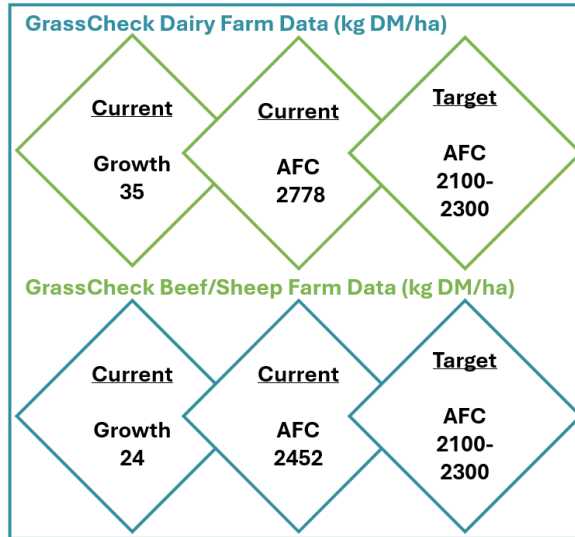 GrassCheck Dairy Farm Data (kg DM/ha)
Current
Growth
35
Current
AFC
2778
Target
AFC
2100-
2300
GrassCheck Beef/Sheep Farm Data (kg DM/ha)
Current
Growth
24
Current
AFC
2452
Target
AFC
2100-
2300